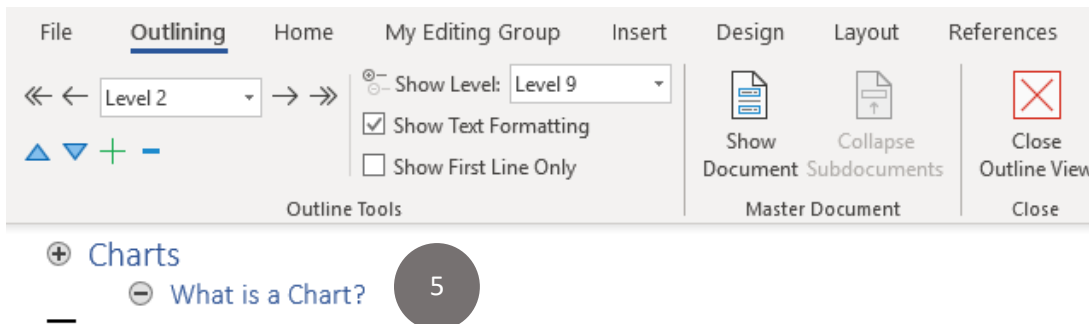 File Outlining Home My Editing Group Insert Design Layout References
Level 2
Show Level: Level 9
Show Text Formatting
Show First Line Only
Outline Tools
Show Document
Collapse Subdocuments
Master Document
Close Outline View
Close
Charts
What is a Chart?
5